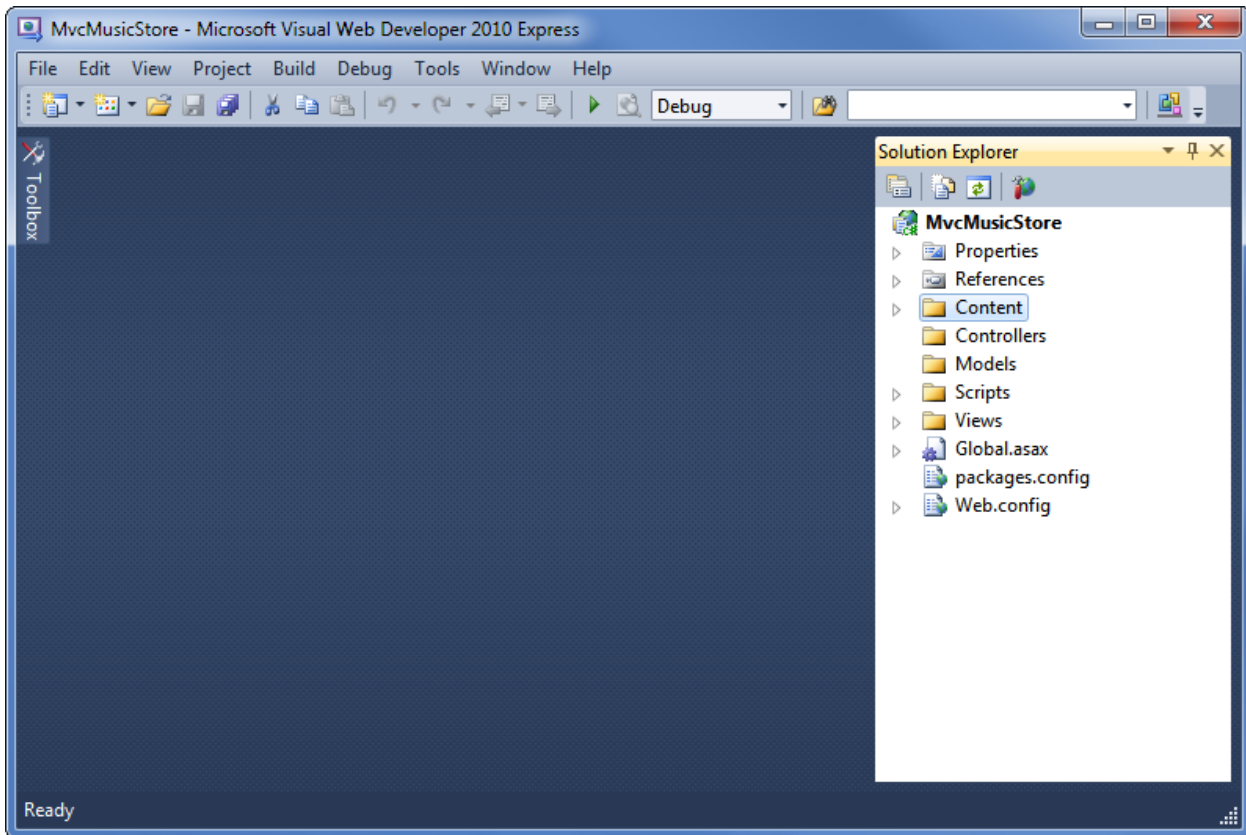 MvcMusicStore - Microsoft Visual Web Developer 2010 Express
File Edit View Project Build Debug Tools Window Help
Debug
Toolbox
Solution Explorer
MvcMusicStore
Properties
References
Content
Controllers
Models
Scripts
Views
Global.asax
packages.config
Web.config
Ready